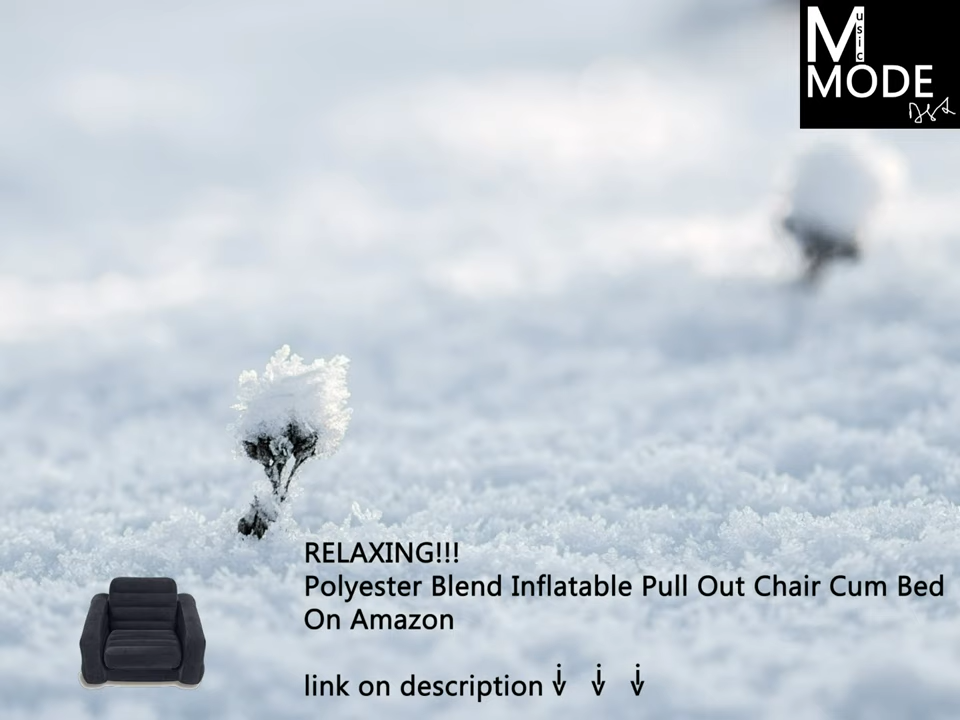 Music
MODE
RELAXING!!!
Polyester Blend Inflatable Pull Out Chair Cum Bed
On Amazon
link on description